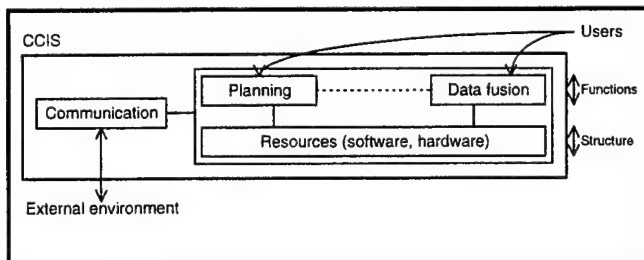 Users
CCIS
Planning
Data fusion
Functions
Communication
Resources (software, hardware)
Structure
External environment